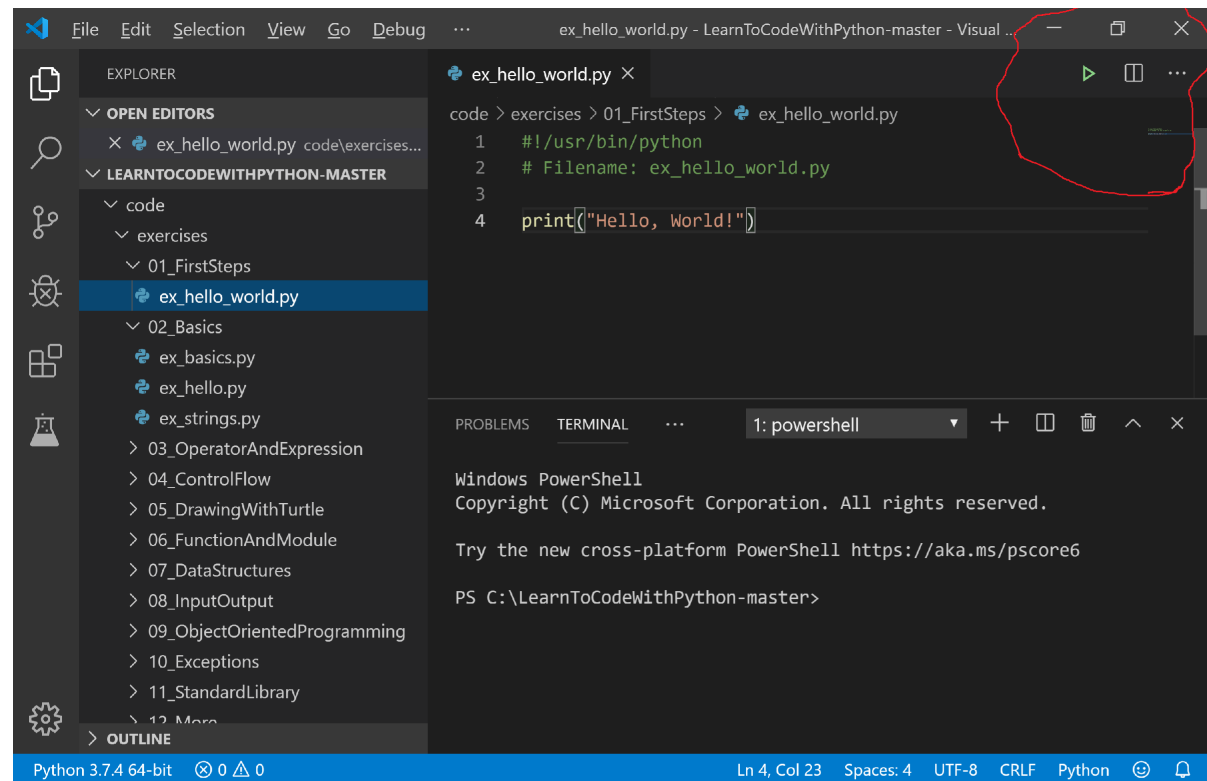 File Edit Selection View Go Debug ··· ex_hello_world.py - LearnToCodeWithPython-master - Visual ...
EXPLORER
OPEN EDITORS
ex_hello_world.py code\exercises...
LEARNTOCODEWITHPYTHON-MASTER
code
exercises
01_FirstSteps
ex_hello_world.py
02_Basics
ex_basics.py
ex_hello.py
ex_strings.py
03_OperatorAndExpression
04_ControlFlow
05_DrawingWithTurtle
06_FunctionAndModule
07_DataStructures
08_InputOutput
09_ObjectOrientedProgramming
10_Exceptions
11_StandardLibrary
12_More
OUTLINE
ex_hello_world.py
code > exercises > 01_FirstSteps > ex_hello_world.py
1 #!/usr/bin/python
2 # Filename: ex_hello_world.py
3
4 print("Hello, World!")
PROBLEMS TERMINAL ··· 1: powershell
Windows PowerShell
Copyright (C) Microsoft Corporation. All rights reserved.
Try the new cross-platform PowerShell https://aka.ms/pscore6
PS C:\LearnToCodeWithPython-master>
Python 3.7.4 64-bit 0 0 Ln 4, Col 23 Spaces: 4 UTF-8 CRLF Python